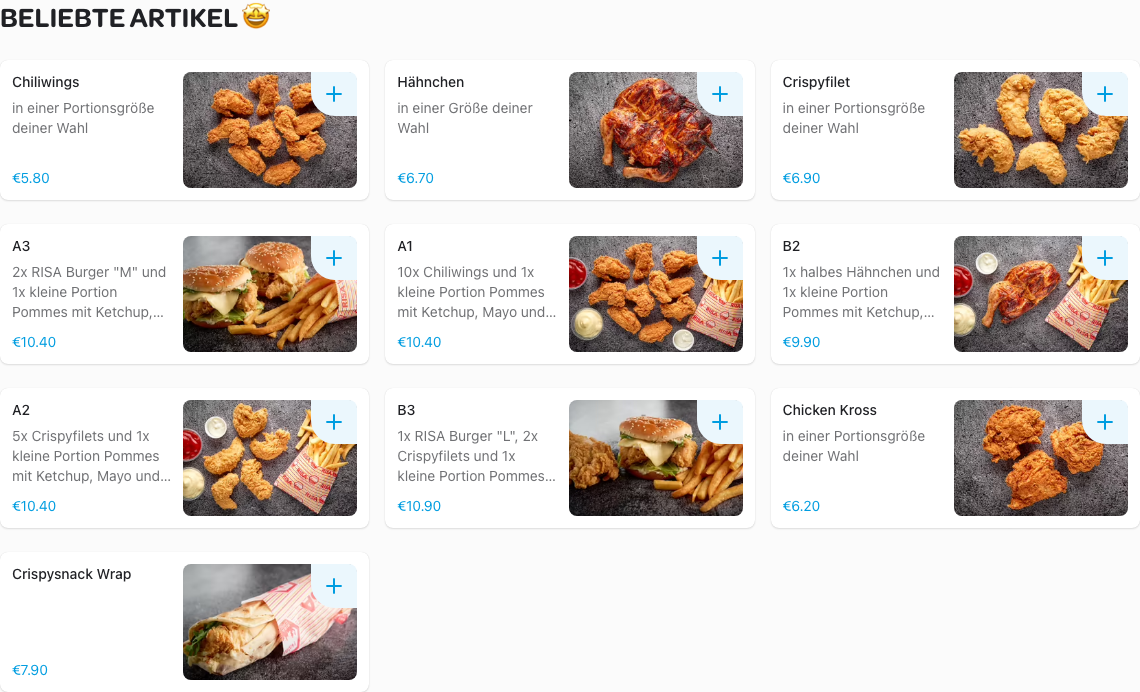 BELIEBTE ARTIKEL🤩
Chiliwings
in einer Portionsgröße
deiner Wahl
€5.80
Hähnchen
in einer Größe deiner
Wahl
€6.70
Crispyfilet
in einer Portionsgröße
deiner Wahl
€6.90
A3
2x RISA Burger "M" und
1x kleine Portion
Pommes mit Ketchup,...
€10.40
A1
10x Chiliwings und 1x
kleine Portion Pommes
mit Ketchup, Mayo und...
€10.40
B2
1x halbes Hähnchen und
1x kleine Portion
Pommes mit Ketchup,...
€9.90
A2
5x Crispyfilets und 1x
kleine Portion Pommes
mit Ketchup, Mayo und...
€10.40
B3
1x RISA Burger "L", 2x
Crispyfilets und 1x
kleine Portion Pommes...
€10.90
Chicken Kross
in einer Portionsgröße
deiner Wahl
€6.20
Crispysnack Wrap
€7.90